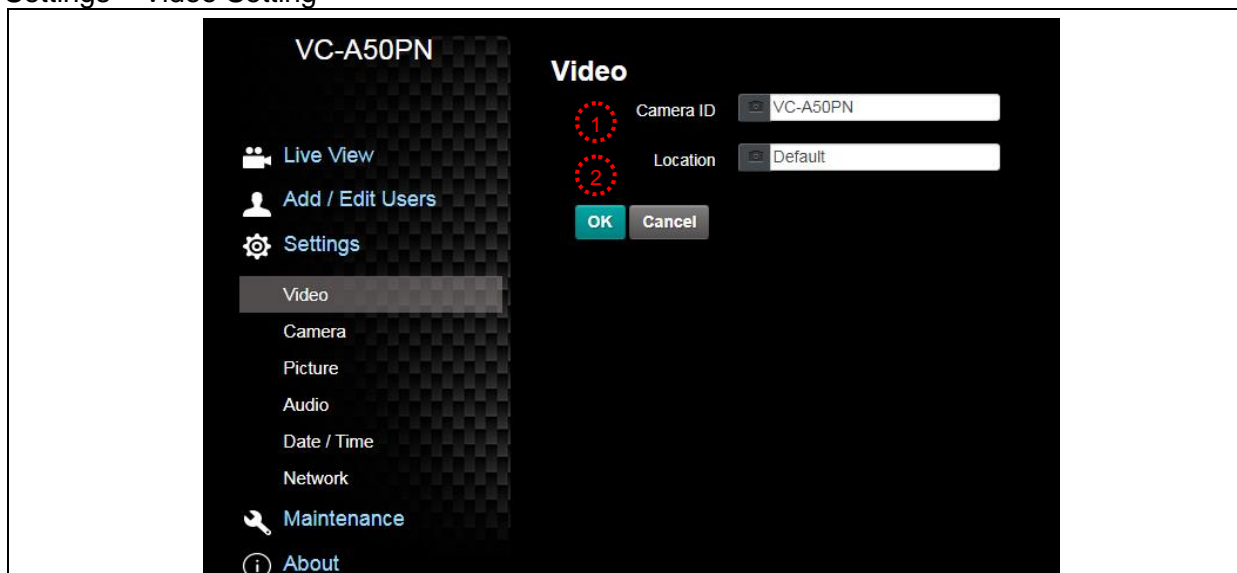 VC-A50PN
Live View
Add / Edit Users
Settings
Video
Camera
Picture
Audio
Date / Time
Network
Maintenance
About
Video
1
Camera ID VC-A50PN
2
Location Default
OK Cancel